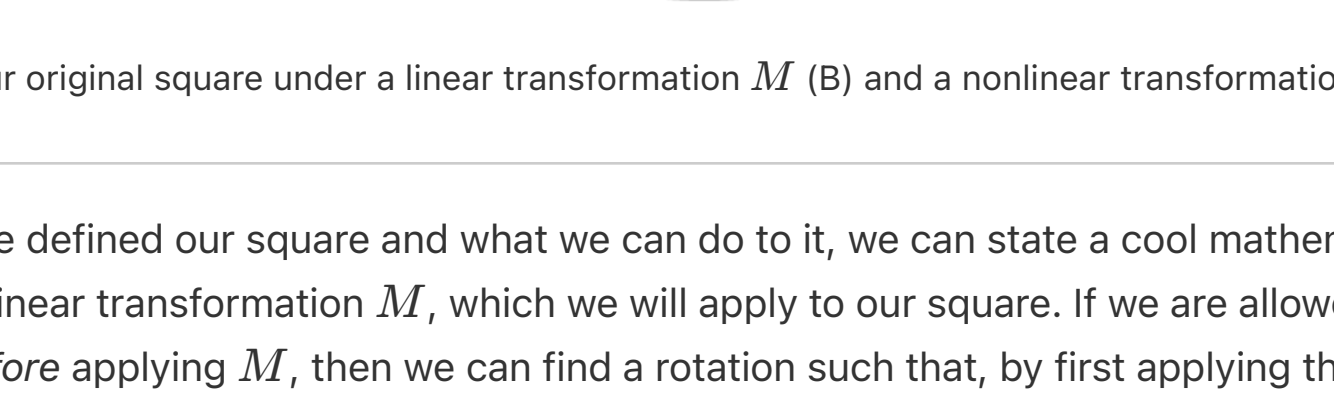 r original square under a linear transformation M (B) and a nonlinear transformatio
e defined our square and what we can do to it, we can state a cool mather
inear transformation M, which we will apply to our square. If we are allow
fore applying M, then we can find a rotation such that, by first applying th